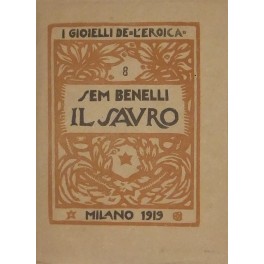 I GIOIELLI DE "L'EROICA"
8
SEM BENELLI
IL SAVRO
MILANO 1919